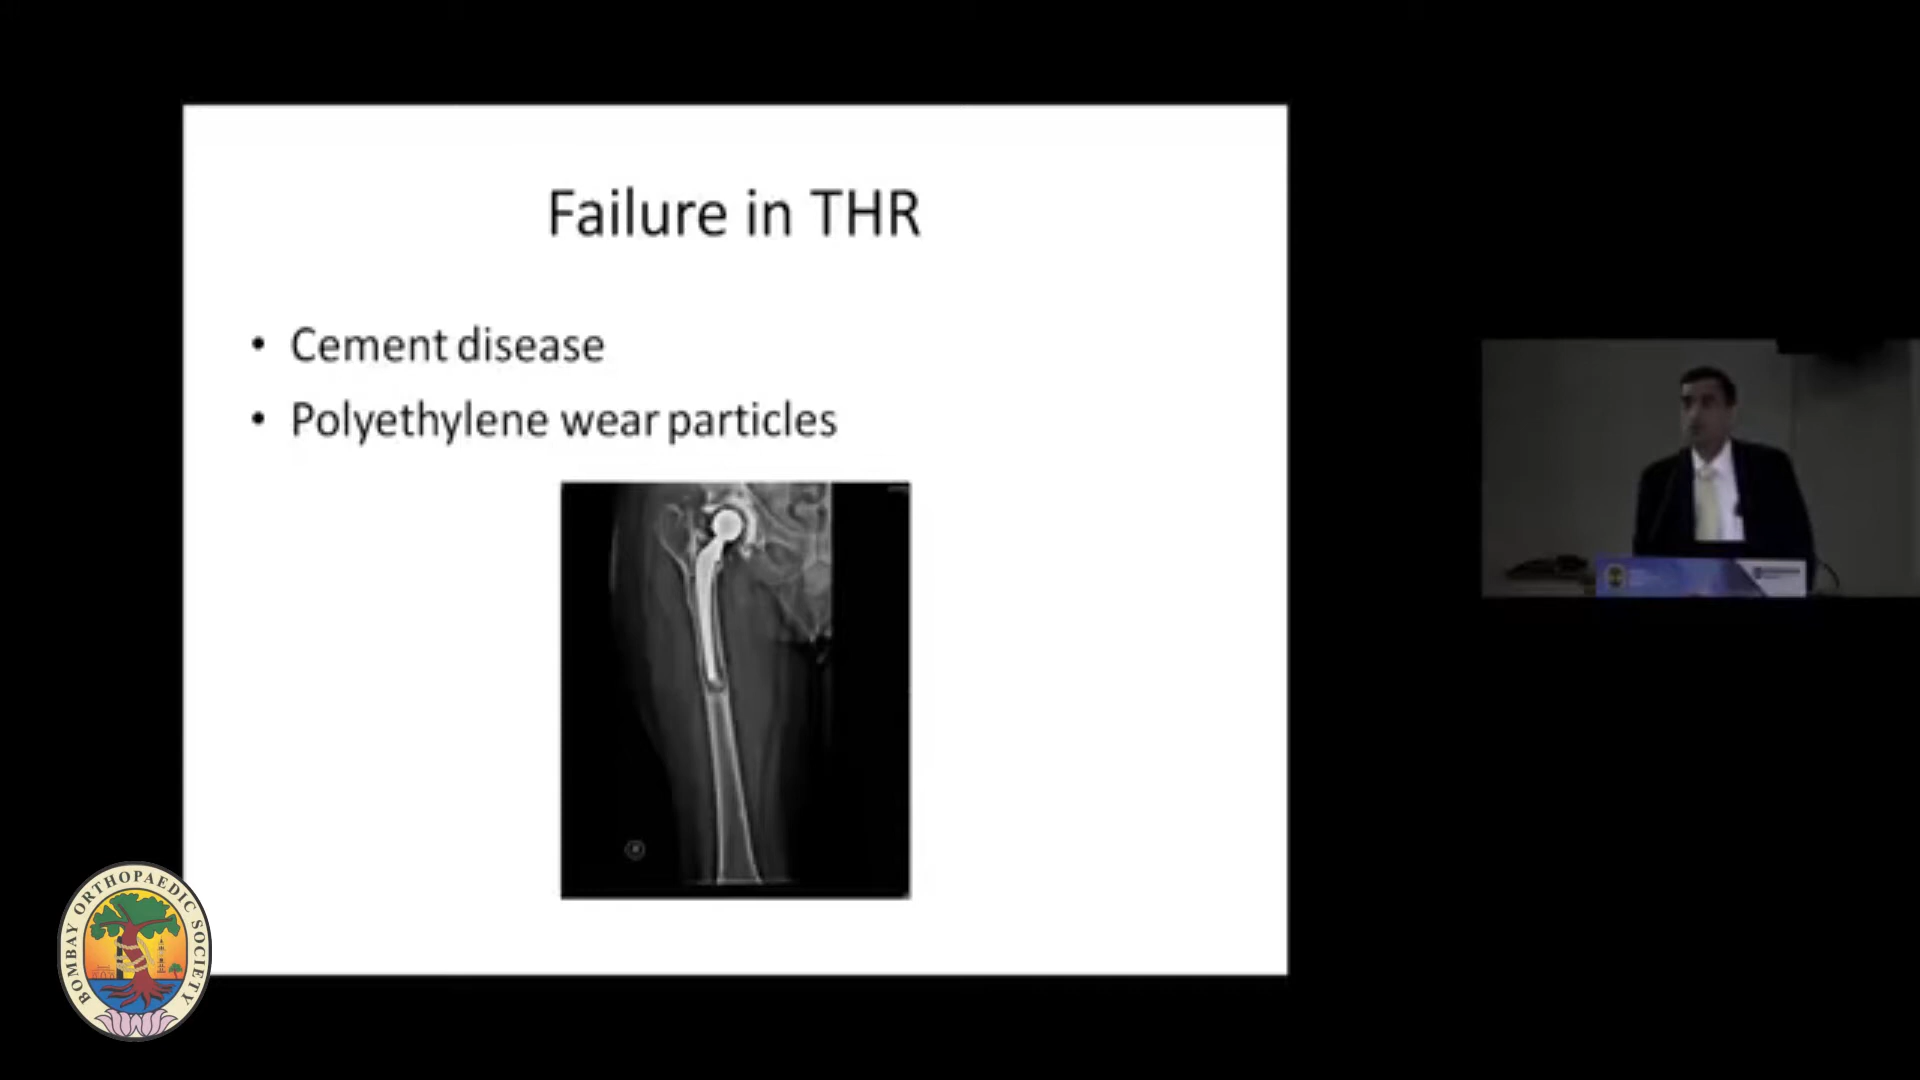 Failure in THR
• Cement disease
• Polyethylene wear particles
BOMBAY ORTHOPAEDIC SOCIETY